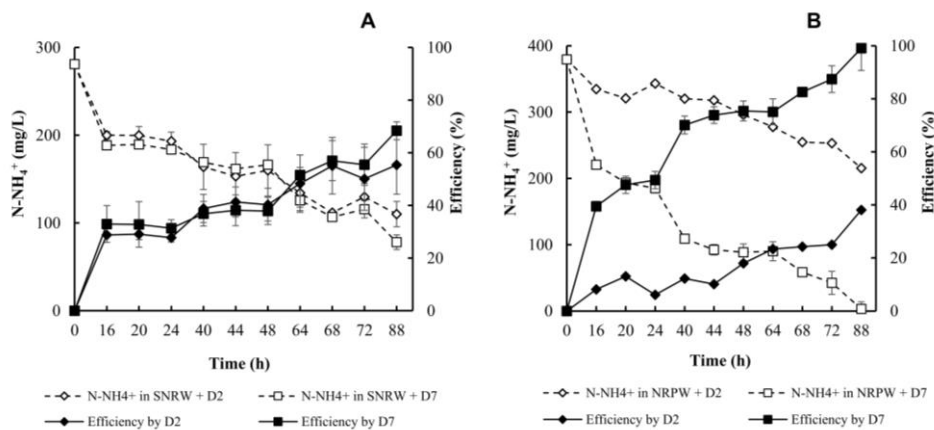 A
300
200
100
0
N-NH₄⁺ (mg/L)
100
80
60
40
20
0
Efficiency (%)
0 16 20 24 40 44 48 64 68 72 88
Time (h)
N-NH4+ in SNRW + D2
N-NH4+ in SNRW + D7
Efficiency by D2
Efficiency by D7
B
400
300
200
100
0
N-NH₄⁺ (mg/L)
100
80
60
40
20
0
Efficiency (%)
0 16 20 24 40 44 48 64 68 72 88
Time (h)
N-NH4+ in NRPW + D2
N-NH4+ in NRPW + D7
Efficiency by D2
Efficiency by D7